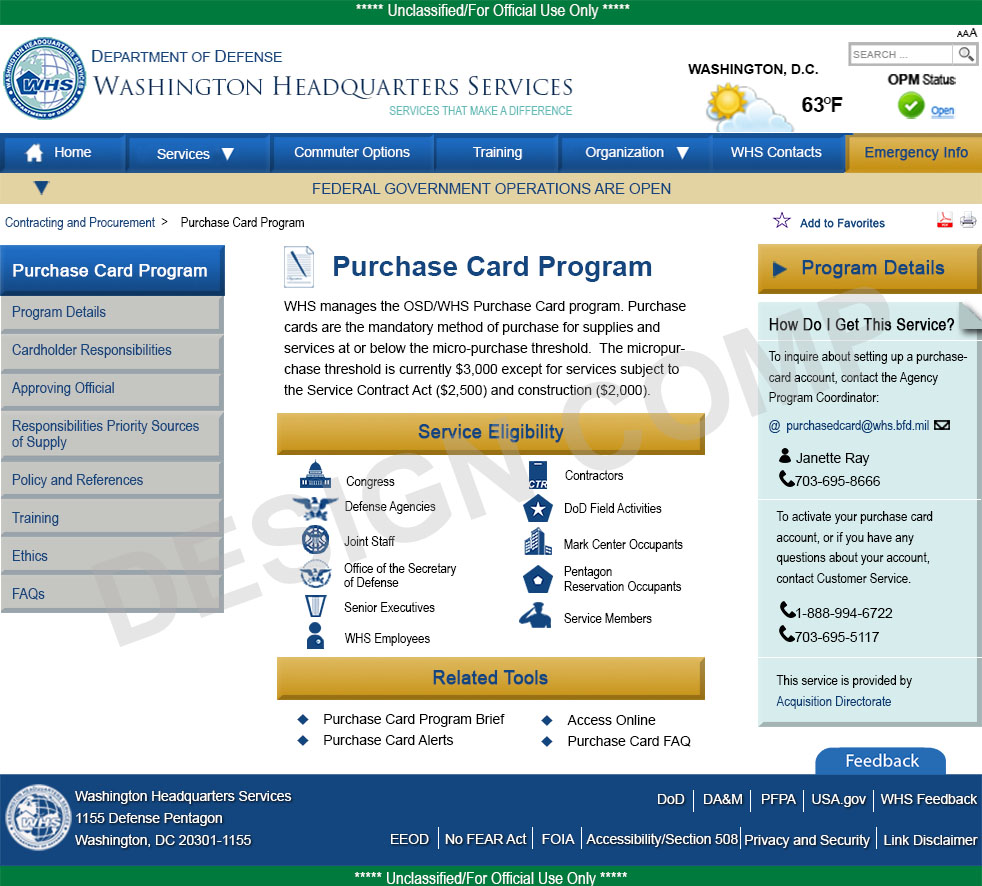 ***** Unclassified/For Official Use Only *****
AAA
DEPARTMENT OF DEFENSE
WASHINGTON HEADQUARTERS SERVICES
SERVICES THAT MAKE A DIFFERENCE
WASHINGTON HEADQUARTERS SERVICES
WHS
DEPARTMENT OF DEFENSE
WASHINGTON, D.C.
63°F
SEARCH ...
OPM Status
Open
Home
Services
Commuter Options
Training
Organization
WHS Contacts
Emergency Info
FEDERAL GOVERNMENT OPERATIONS ARE OPEN
Contracting and Procurement > Purchase Card Program
Add to Favorites
Purchase Card Program
Program Details
Cardholder Responsibilities
Approving Official
Responsibilities Priority Sources
of Supply
Policy and References
Training
Ethics
FAQs
Purchase Card Program
WHS manages the OSD/WHS Purchase Card program. Purchase
cards are the mandatory method of purchase for supplies and
services at or below the micro-purchase threshold.  The micropur-
chase threshold is currently $3,000 except for services subject to
the Service Contract Act ($2,500) and construction ($2,000).
Service Eligibility
Congress
Defense Agencies
Joint Staff
Office of the Secretary
of Defense
Senior Executives
WHS Employees
CTR
Contractors
DoD Field Activities
Mark Center Occupants
Pentagon
Reservation Occupants
Service Members
Related Tools
Purchase Card Program Brief
Purchase Card Alerts
Access Online
Purchase Card FAQ
Program Details
How Do I Get This Service?
To inquire about setting up a purchase-
card account, contact the Agency
Program Coordinator:
@ purchasedcard@whs.bfd.mil
Janette Ray
703-695-8666
To activate your purchase card
account, or if you have any
questions about your account,
contact Customer Service.
1-888-994-6722
703-695-5117
This service is provided by
Acquisition Directorate
DESIGN COMP
Feedback
WHS
Washington Headquarters Services
1155 Defense Pentagon
Washington, DC 20301-1155
DoD | DA&M | PFPA | USA.gov | WHS Feedback
EEOD | No FEAR Act | FOIA | Accessibility/Section 508 | Privacy and Security | Link Disclaimer
***** Unclassified/For Official Use Only *****